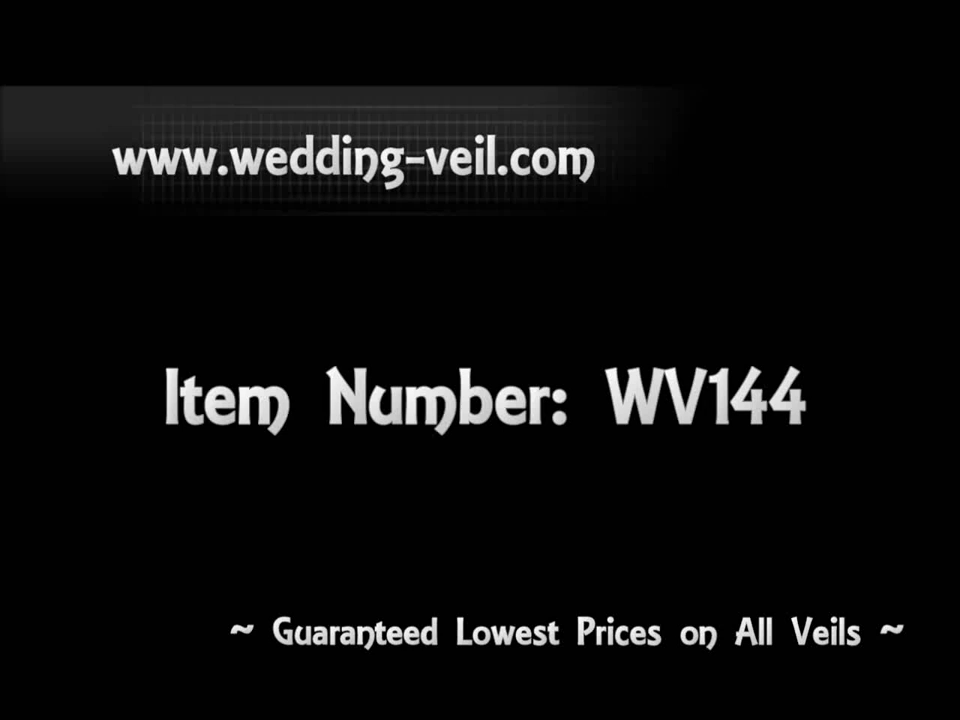 www.wedding-veil.com
Item Number: WV144
~ Guaranteed Lowest Prices on All Veils ~